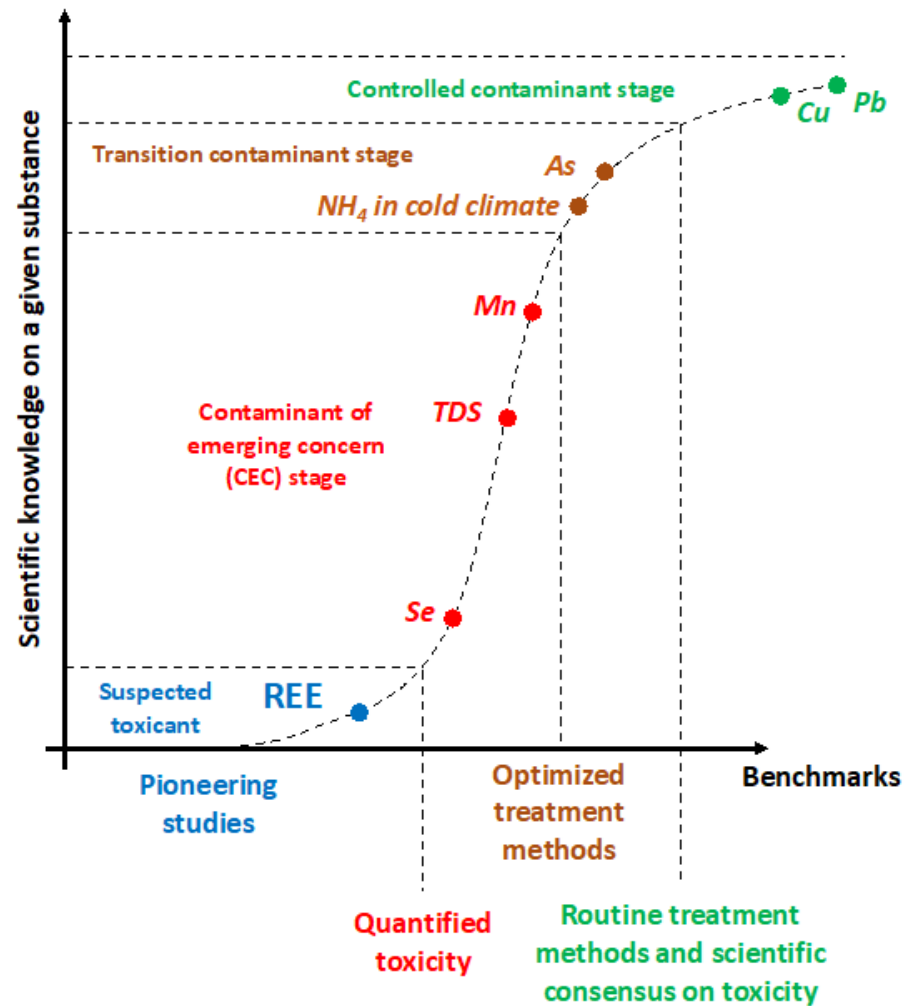 Scientific knowledge on a given substance
Controlled contaminant stage
Cu
Pb
Transition contaminant stage
As
NH₄ in cold climate
Mn
TDS
Contaminant of
emerging concern
(CEC) stage
Se
Suspected
toxicant
REE
Benchmarks
Pioneering
studies
Optimized
treatment
methods
Quantified
toxicity
Routine treatment
methods and scientific
consensus on toxicity